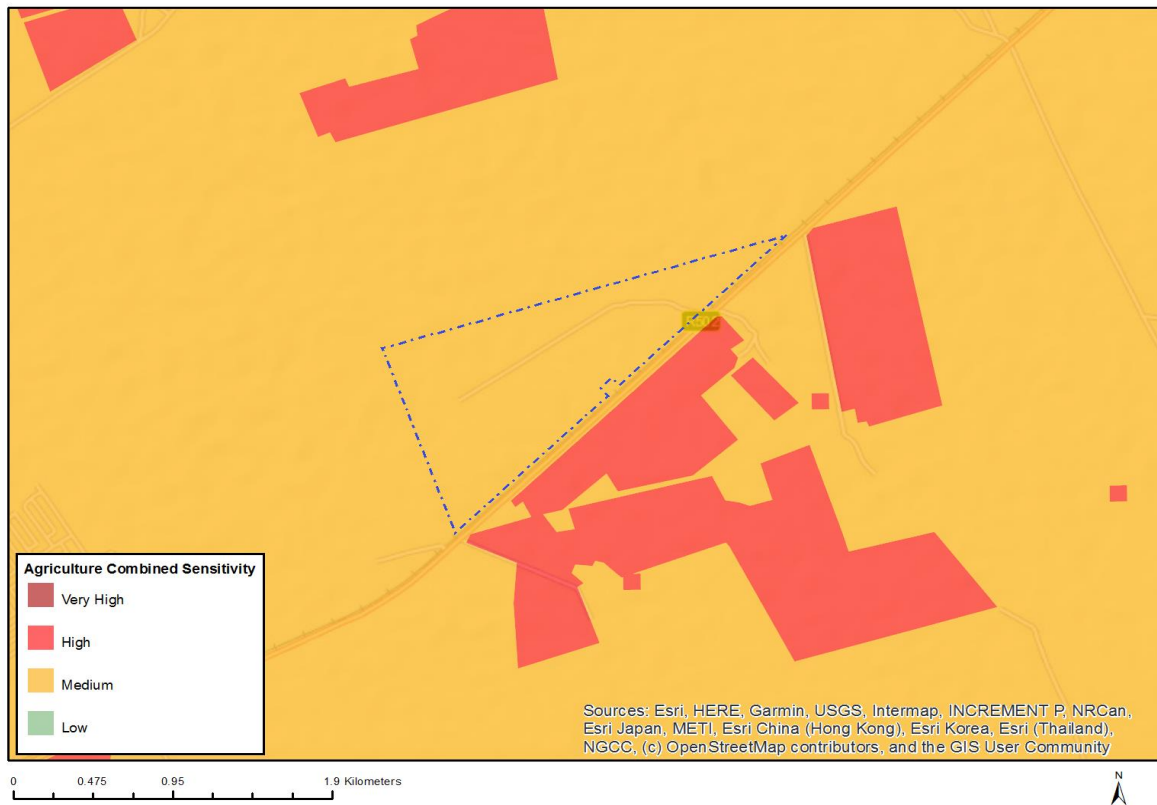 Agriculture Combined Sensitivity
Very High
High
Medium
Low
Sources: Esri, HERE, Garmin, USGS, Intermap, INCREMENT P, NRCan,
Esri Japan, METI, Esri China (Hong Kong), Esri Korea, Esri (Thailand),
NGCC, (c) OpenStreetMap contributors, and the GIS User Community
0 0.475 0.95 1.9 Kilometers
N